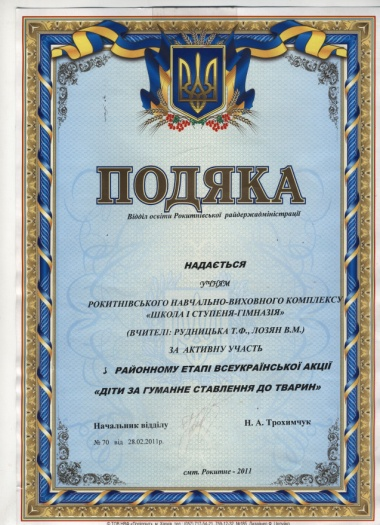 ПОДЯКА
Відділ освіти Рокитнівської райдержадміністрації
НАДАЄТЬСЯ
учням
РОКИТНІВСЬКОГО НАВЧАЛЬНО-ВИХОВНОГО КОМПЛЕКСУ
«ШКОЛА І СТУПЕНЯ-ГІМНАЗІЯ»
(ВЧИТЕЛІ: РУДНИЦЬКА Т.Ф., ЛОЗЯН В.М.)
ЗА АКТИВНУ УЧАСТЬ
РАЙОННОМУ ЕТАПІ ВСЕУКРАЇНСЬКОЇ АКЦІЇ
«ДІТИ ЗА ГУМАННЕ СТАВЛЕННЯ ДО ТВАРИН»
Начальник відділу Н. А. Трохимчук
№ 70 від 28.02.2011р.
смт. Рокитне - 2011